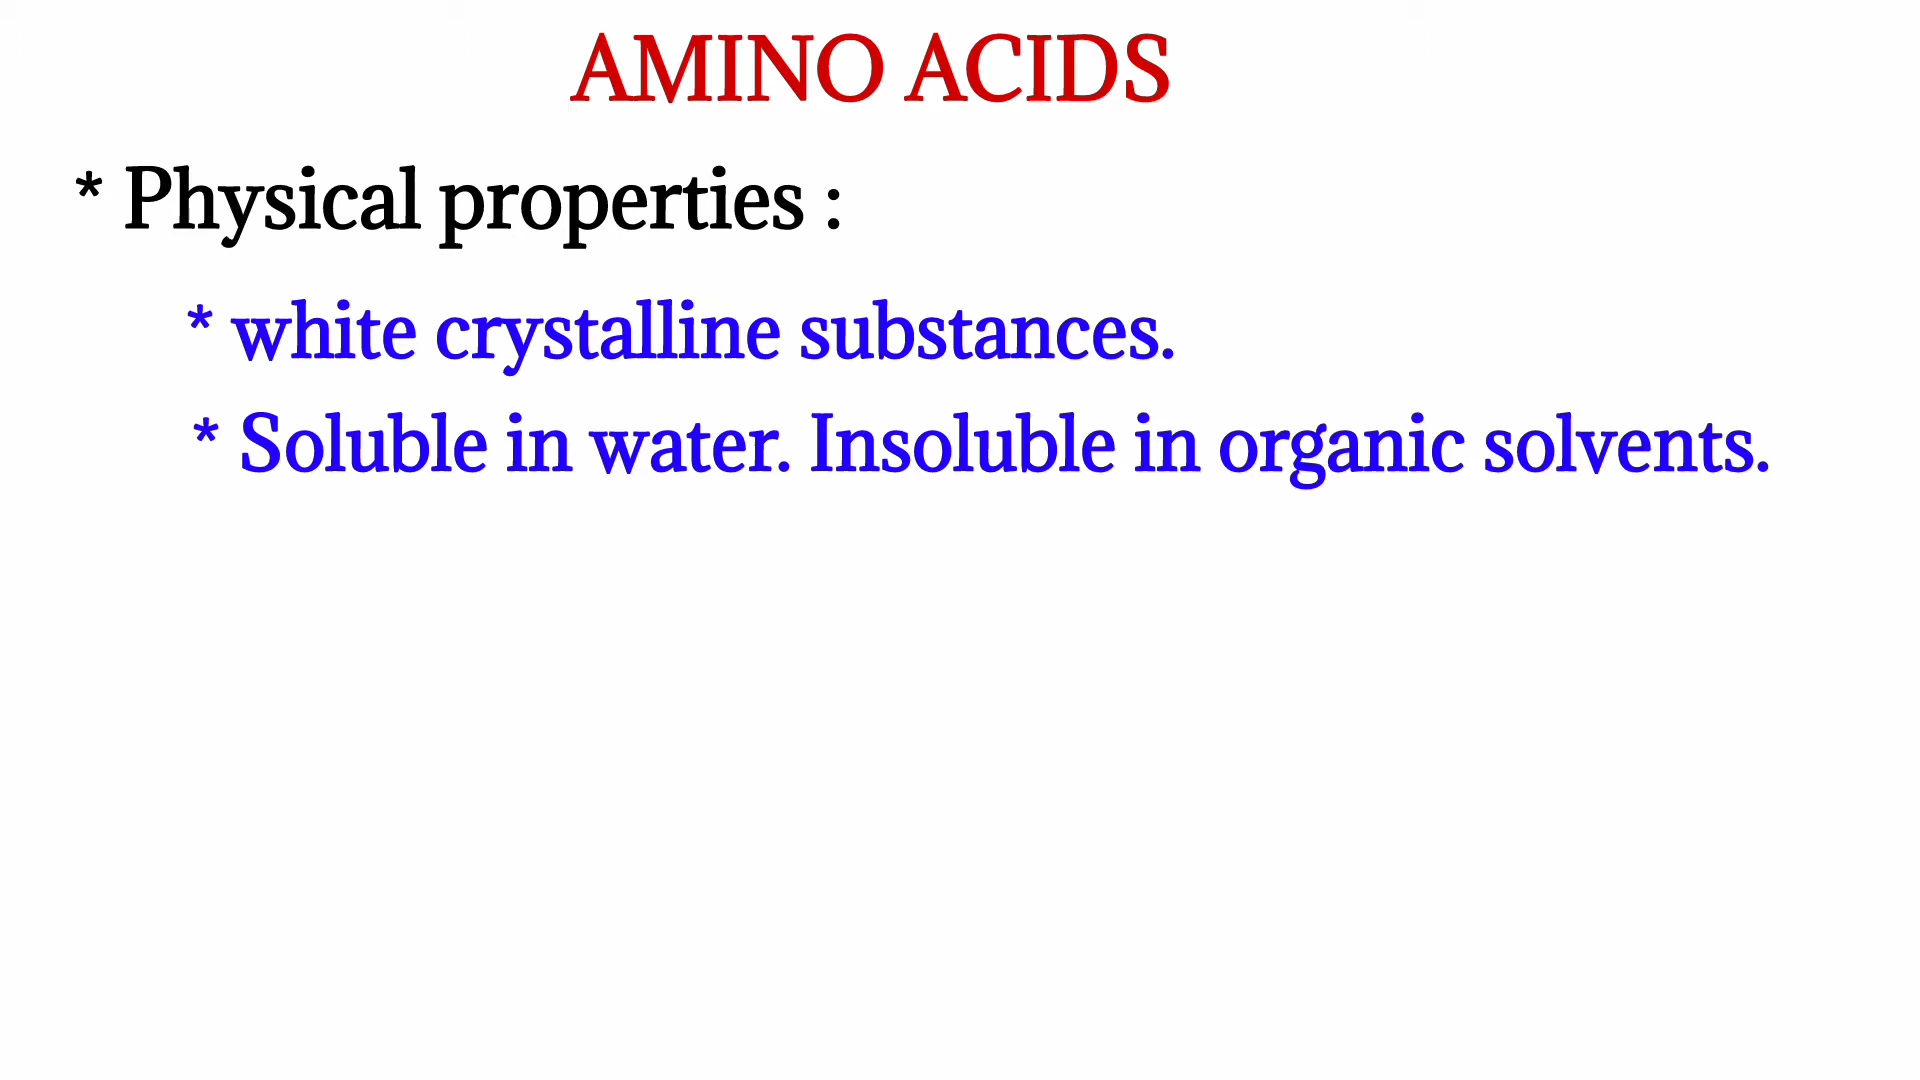 AMINO ACIDS
* Physical properties :
* white crystalline substances.
* Soluble in water. Insoluble in organic solvents.